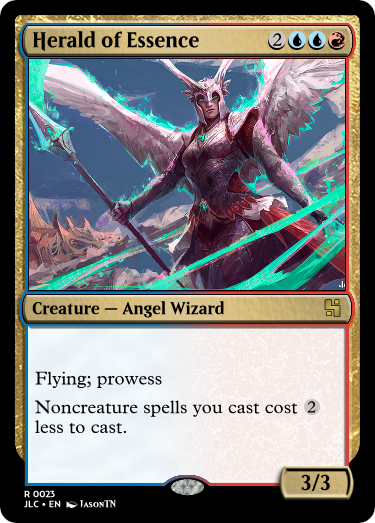 Herald of Essence 2
Creature — Angel Wizard
Flying; prowess
Noncreature spells you cast cost 2
less to cast.
3/3
R 0023
JLC • EN JASONTN